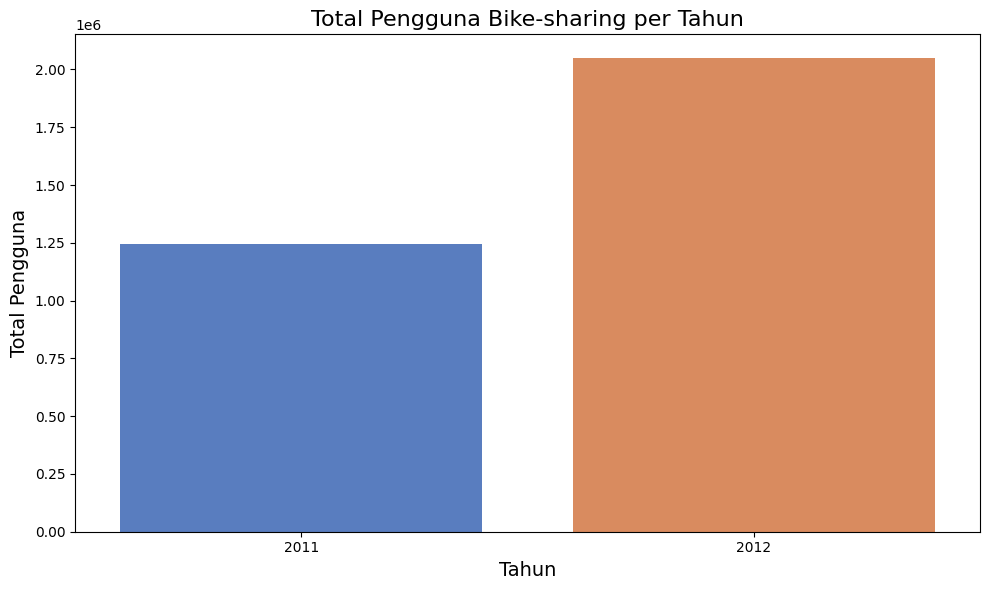 Total Pengguna Bike-sharing per Tahun
1e6
2.00
1.75
1.50
1.25
1.00
0.75
0.50
0.25
0.00
Total Pengguna
2011 2012
Tahun